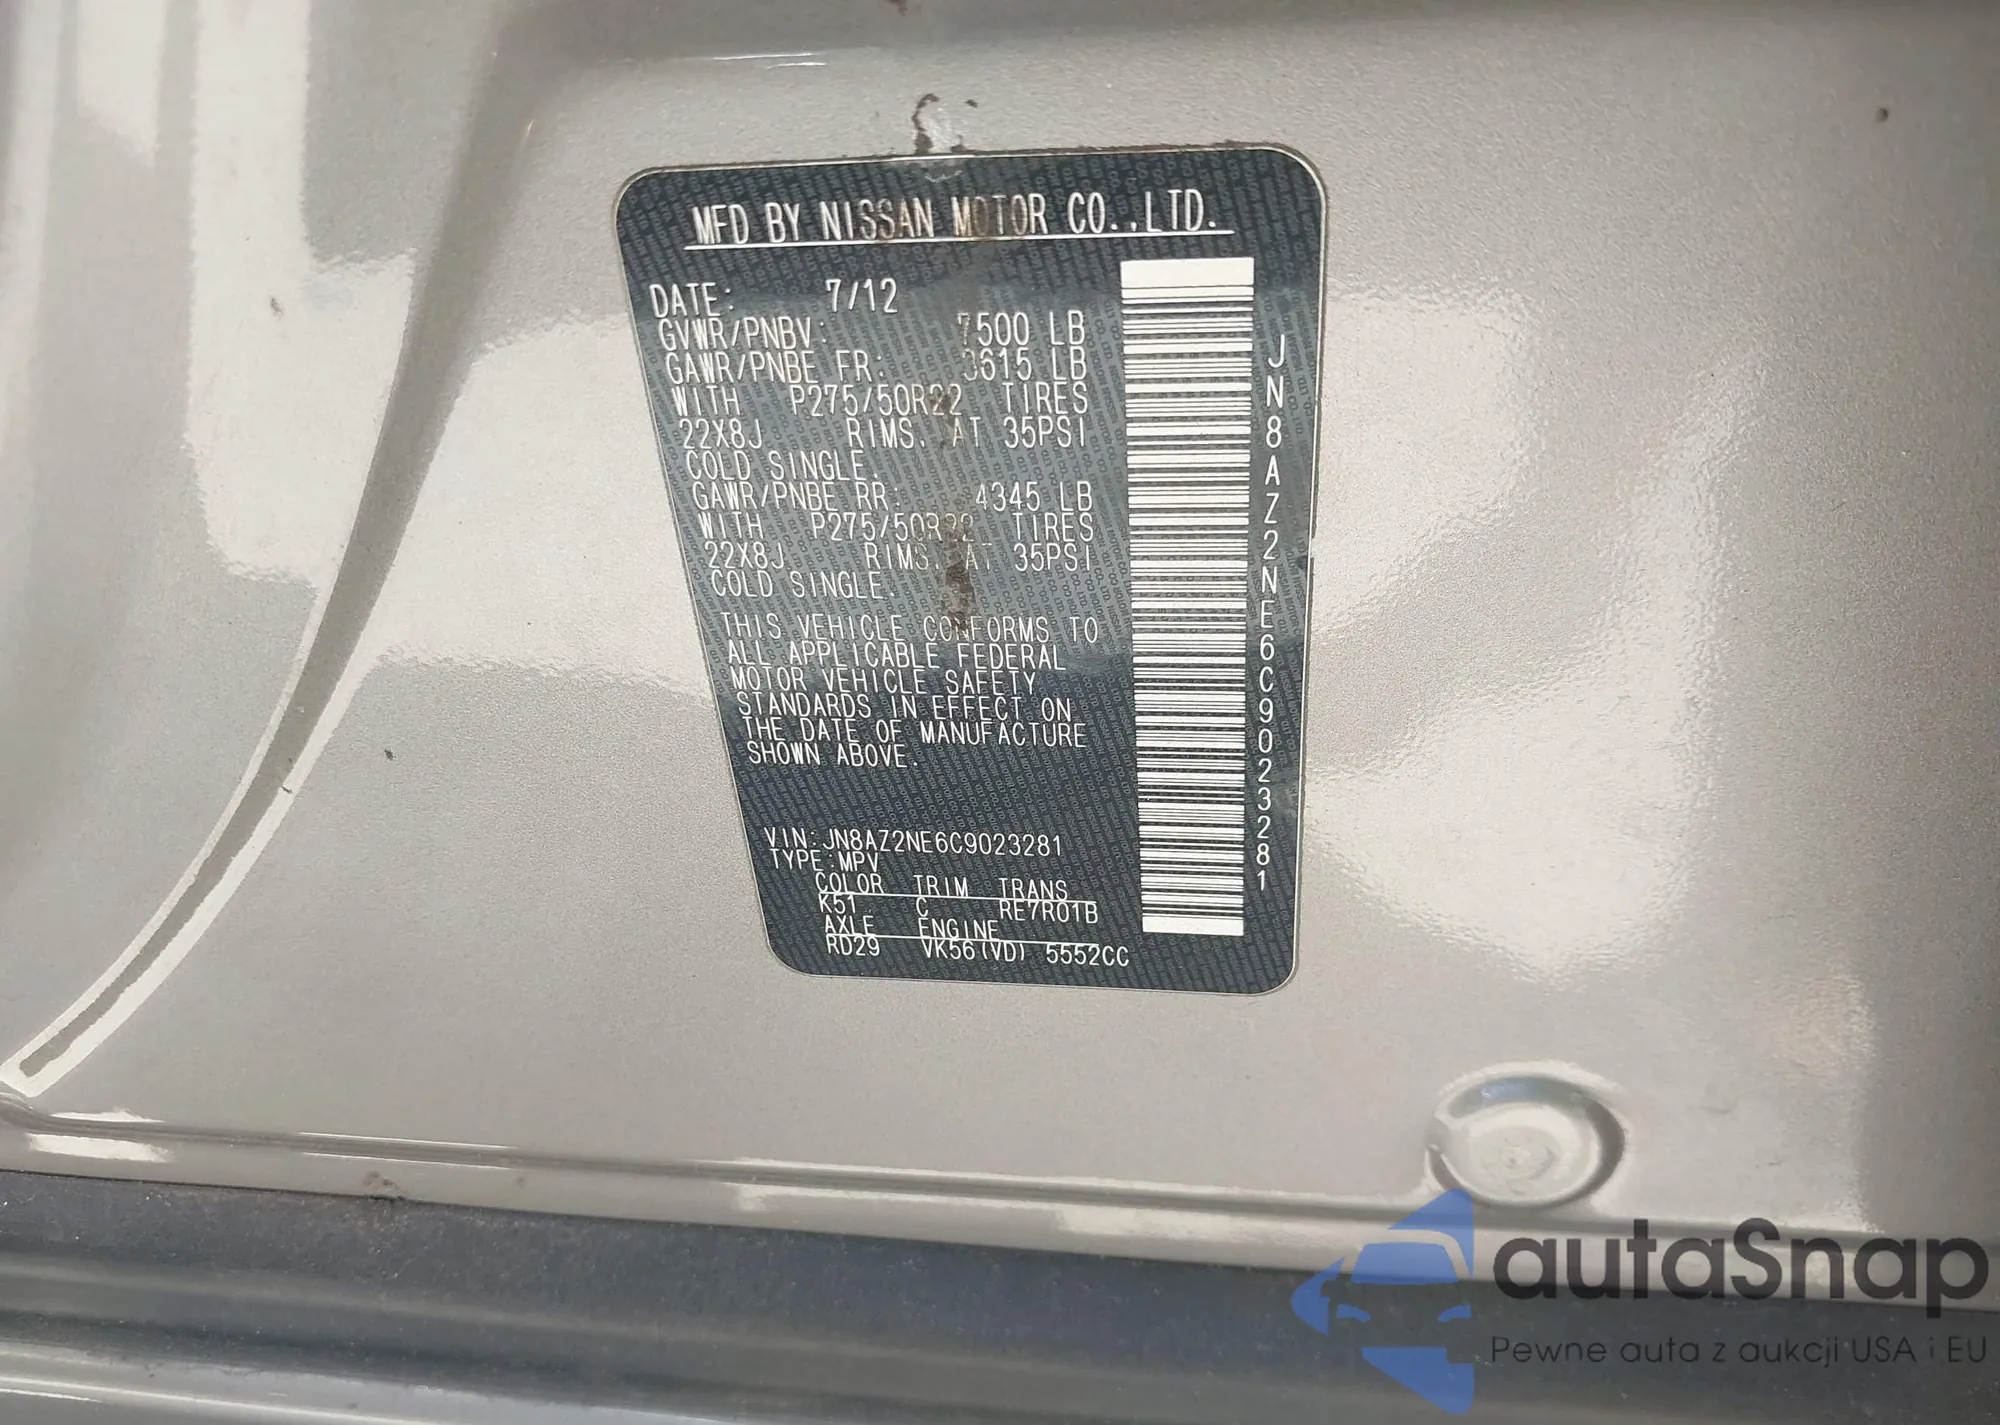 MFD BY NISSAN MOTOR CO.,LTD.
DATE: 7/12
GVWR/PNBV: 7500 LB
GAWR/PNBE FR: 3615 LB
WITH P275/50R22 TIRES
22X8J RIMS. AT 35PSI
COLD SINGLE.
GAWR/PNBE RR: 4345 LB
WITH P275/50R22 TIRES
22X8J RIMS. AT 35PSI
COLD SINGLE.
THIS VEHICLE CONFORMS TO
ALL APPLICABLE FEDERAL
MOTOR VEHICLE SAFETY
STANDARDS IN EFFECT ON
THE DATE OF MANUFACTURE
SHOWN ABOVE.
VIN:JN8AZ2NE6C9023281
TYPE:MPV
COLOR TRIM TRANS
K51 C RE7R01B
AXLE ENGINE
RD29 VK56(VD) 5552CC
JN8AZ2NE6C9023281
autaSnap
Pewne auta z aukcji USA i EU